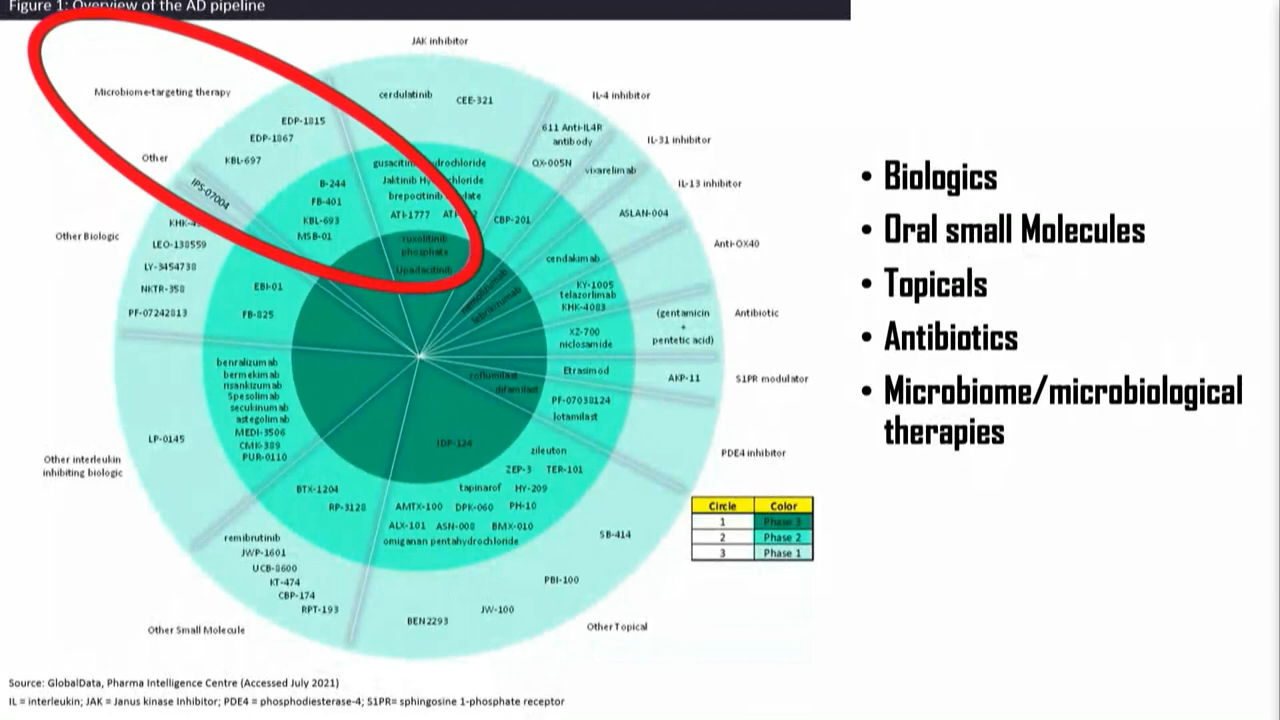 Figure 1: Overview of the AD pipeline
JAK inhibitor
Microbiome-targeting therapy
cerdulatinib
CEE-321
IL-4 inhibitor
EDP-1815
EDP-1867
KBL-697
611 Anti-IL4R
antibody
QX-005N
IL-31 inhibitor
vixarelimab
Other
IPS-07004
IL-13 inhibitor
B-244
FB-401
KBL-693
MSB-01
Jaktinib
brepocitinib
ATI-1777
CBP-201
ASLAN-004
Other Biologic
LEO-138559
LY-3454738
NKTR-358
PF-07242813
EBI-01
FB-825
ruxolitinib
phosphate
Upadacitinib
nemolizumab
lebrikizumab
Anti-OX40
cendakimab
KY-1005
telazorlimab
KHK-4083
(gentamicin
+
pentetic acid)
Antibiotic
XZ-700
niclosamide
Etrasimod
AKP-11
S1PR modulator
roflumilast
difamilast
PF-07038124
lotamilast
PDE4 inhibitor
benralizumab
bermekimab
risankizumab
Spesolimab
secukinumab
astegolimab
MEDI-3506
CMK-389
PUR-0110
LP-0145
Other interleukin
inhibiting biologic
IDP-124
zileuton
ZEP-3 TER-101
tapinarof HY-209
AMTX-100 DPK-060 PH-10
ALX-101 ASN-008 BMX-010
omiganan pentahydrochloride
BTX-1204
RP-3128
remibrutinib
JWP-1601
UCB-9600
KT-474
CBP-174
RPT-193
Other Small Molecule
SB-414
PBI-100
JW-100
BEN2293
Other Topical
Circle Color
1 Phase 3
2 Phase 2
3 Phase 1
Source: GlobalData, Pharma Intelligence Centre (Accessed July 2021)
IL = interleukin; JAK = Janus kinase Inhibitor; PDE4 = phosphodiesterase-4; S1PR= sphingosine 1-phosphate receptor
• Biologics
• Oral small Molecules
• Topicals
• Antibiotics
• Microbiome/microbiological
therapies